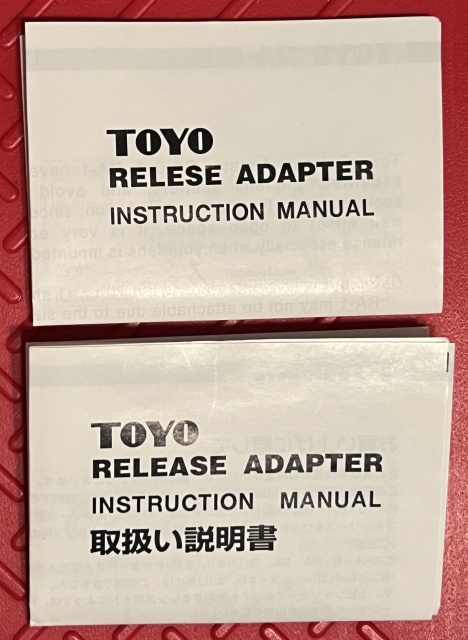 TOYO
RELESE ADAPTER
INSTRUCTION MANUAL
TOYO
RELEASE ADAPTER
INSTRUCTION MANUAL
取扱い説明書